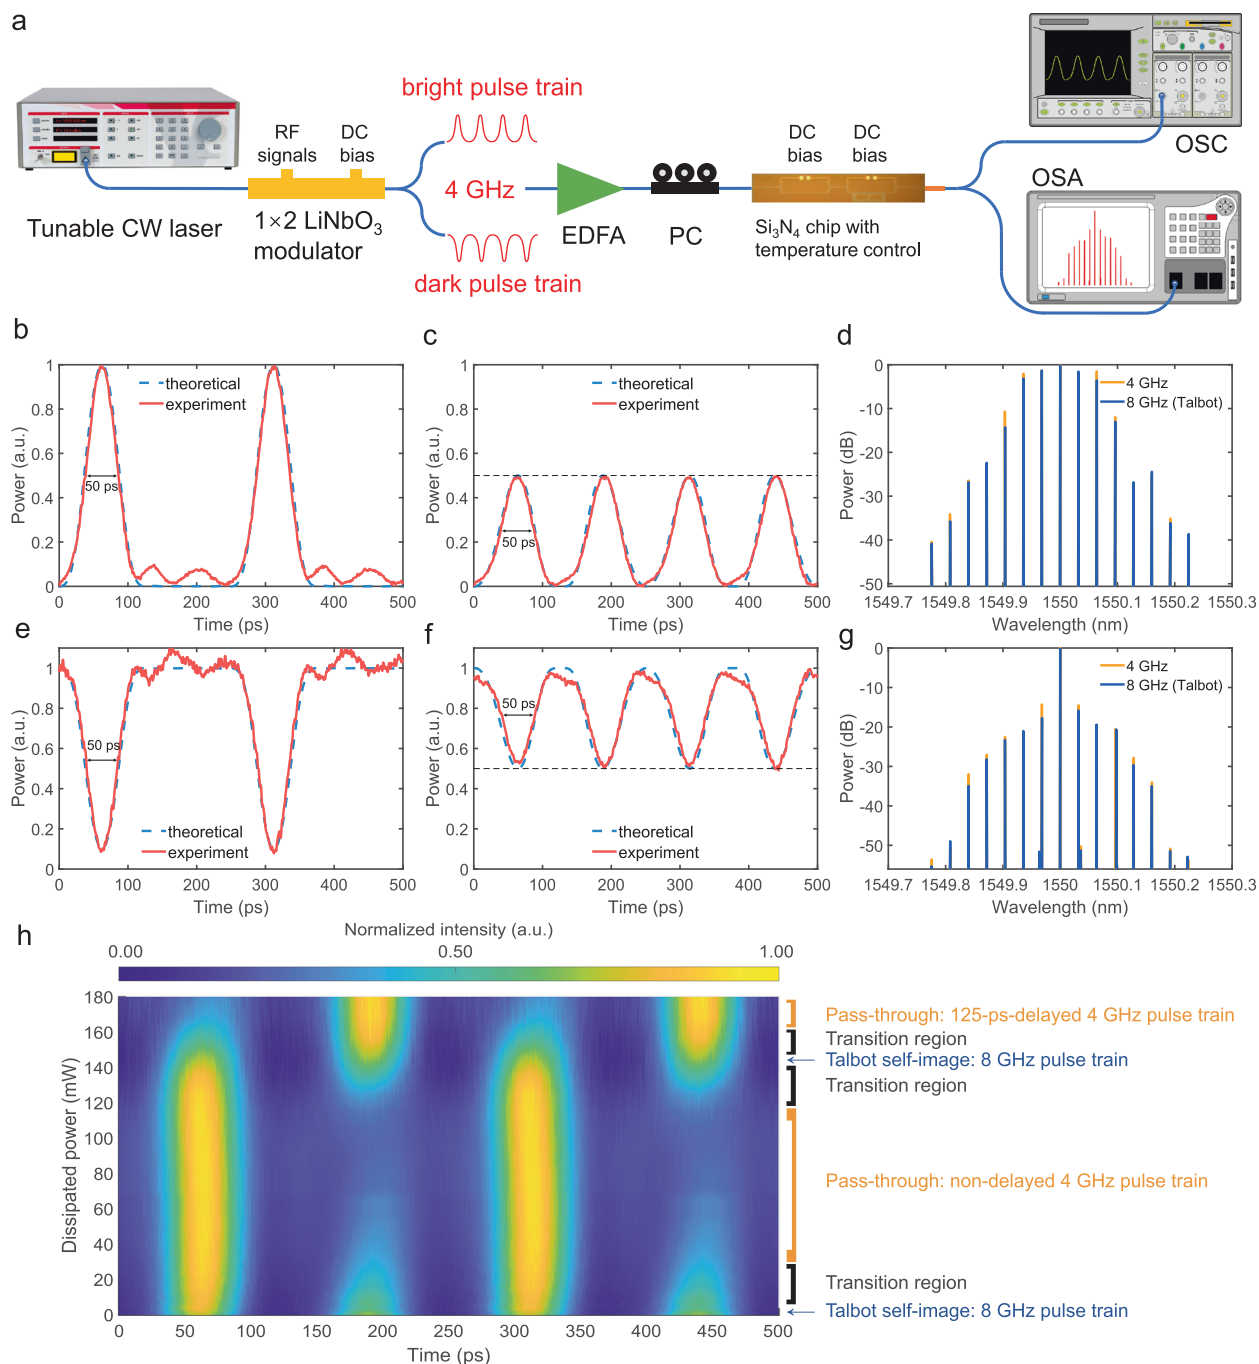 a
bright pulse train
RF signals
DC bias
4 GHz
dark pulse train
Tunable CW laser
1×2 LiNbO3 modulator
EDFA
PC
DC bias
DC bias
Si3N4 chip with temperature control
OSC
OSA
b
Power (a.u.)
1
0.8
0.6
0.4
0.2
0
theoretical
experiment
50 ps
0 100 200 300 400 500
Time (ps)
c
Power (a.u.)
1
0.8
0.6
0.4
0.2
0
theoretical
experiment
50 ps
0 100 200 300 400 500
Time (ps)
d
Power (dB)
0
-10
-20
-30
-40
-50
4 GHz
8 GHz (Talbot)
1549.7 1549.8 1549.9 1550 1550.1 1550.2 1550.3
Wavelength (nm)
e
Power (a.u.)
1
0.8
0.6
0.4
0.2
0
50 ps
theoretical
experiment
0 100 200 300 400 500
Time (ps)
f
Power (a.u.)
1
0.8
0.6
0.4
0.2
0
50 ps
theoretical
experiment
0 100 200 300 400 500
Time (ps)
g
Power (dB)
0
-10
-20
-30
-40
-50
4 GHz
8 GHz (Talbot)
1549.7 1549.8 1549.9 1550 1550.1 1550.2 1550.3
Wavelength (nm)
h
Normalized intensity (a.u.)
0.00 0.50 1.00
Dissipated power (mW)
180
160
140
120
100
80
60
40
20
0
0 50 100 150 200 250 300 350 400 450 500
Time (ps)
Pass-through: 125-ps-delayed 4 GHz pulse train
Transition region
Talbot self-image: 8 GHz pulse train
Transition region
Pass-through: non-delayed 4 GHz pulse train
Transition region
Talbot self-image: 8 GHz pulse train